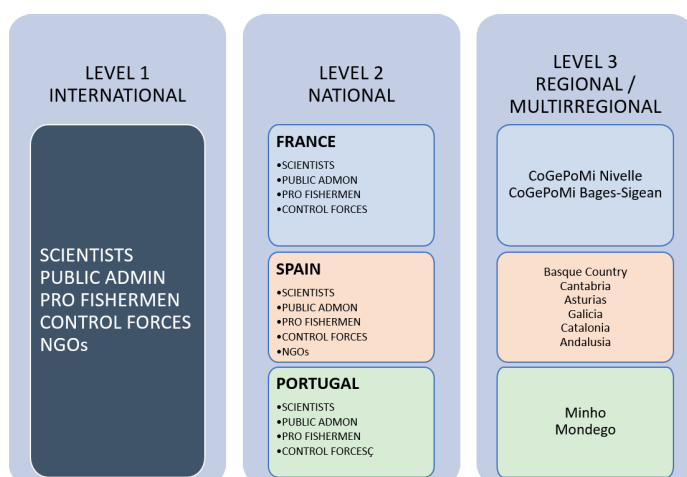 LEVEL 1
INTERNATIONAL
SCIENTISTS
PUBLIC ADMIN
PRO FISHERMEN
CONTROL FORCES
NGOs
LEVEL 2
NATIONAL
FRANCE
•SCIENTISTS
•PUBLIC ADMON
•PRO FISHERMEN
•CONTROL FORCES
SPAIN
•SCIENTISTS
•PUBLIC ADMON
•PRO FISHERMEN
•CONTROL FORCES
•NGOs
PORTUGAL
•SCIENTISTS
•PUBLIC ADMON
•PRO FISHERMEN
•CONTROL FORCESÇ
LEVEL 3
REGIONAL /
MULTIRREGIONAL
CoGePoMi Nivelle
CoGePoMi Bages-Sigean
Basque Country
Cantabria
Asturias
Galicia
Catalonia
Andalusia
Minho
Mondego